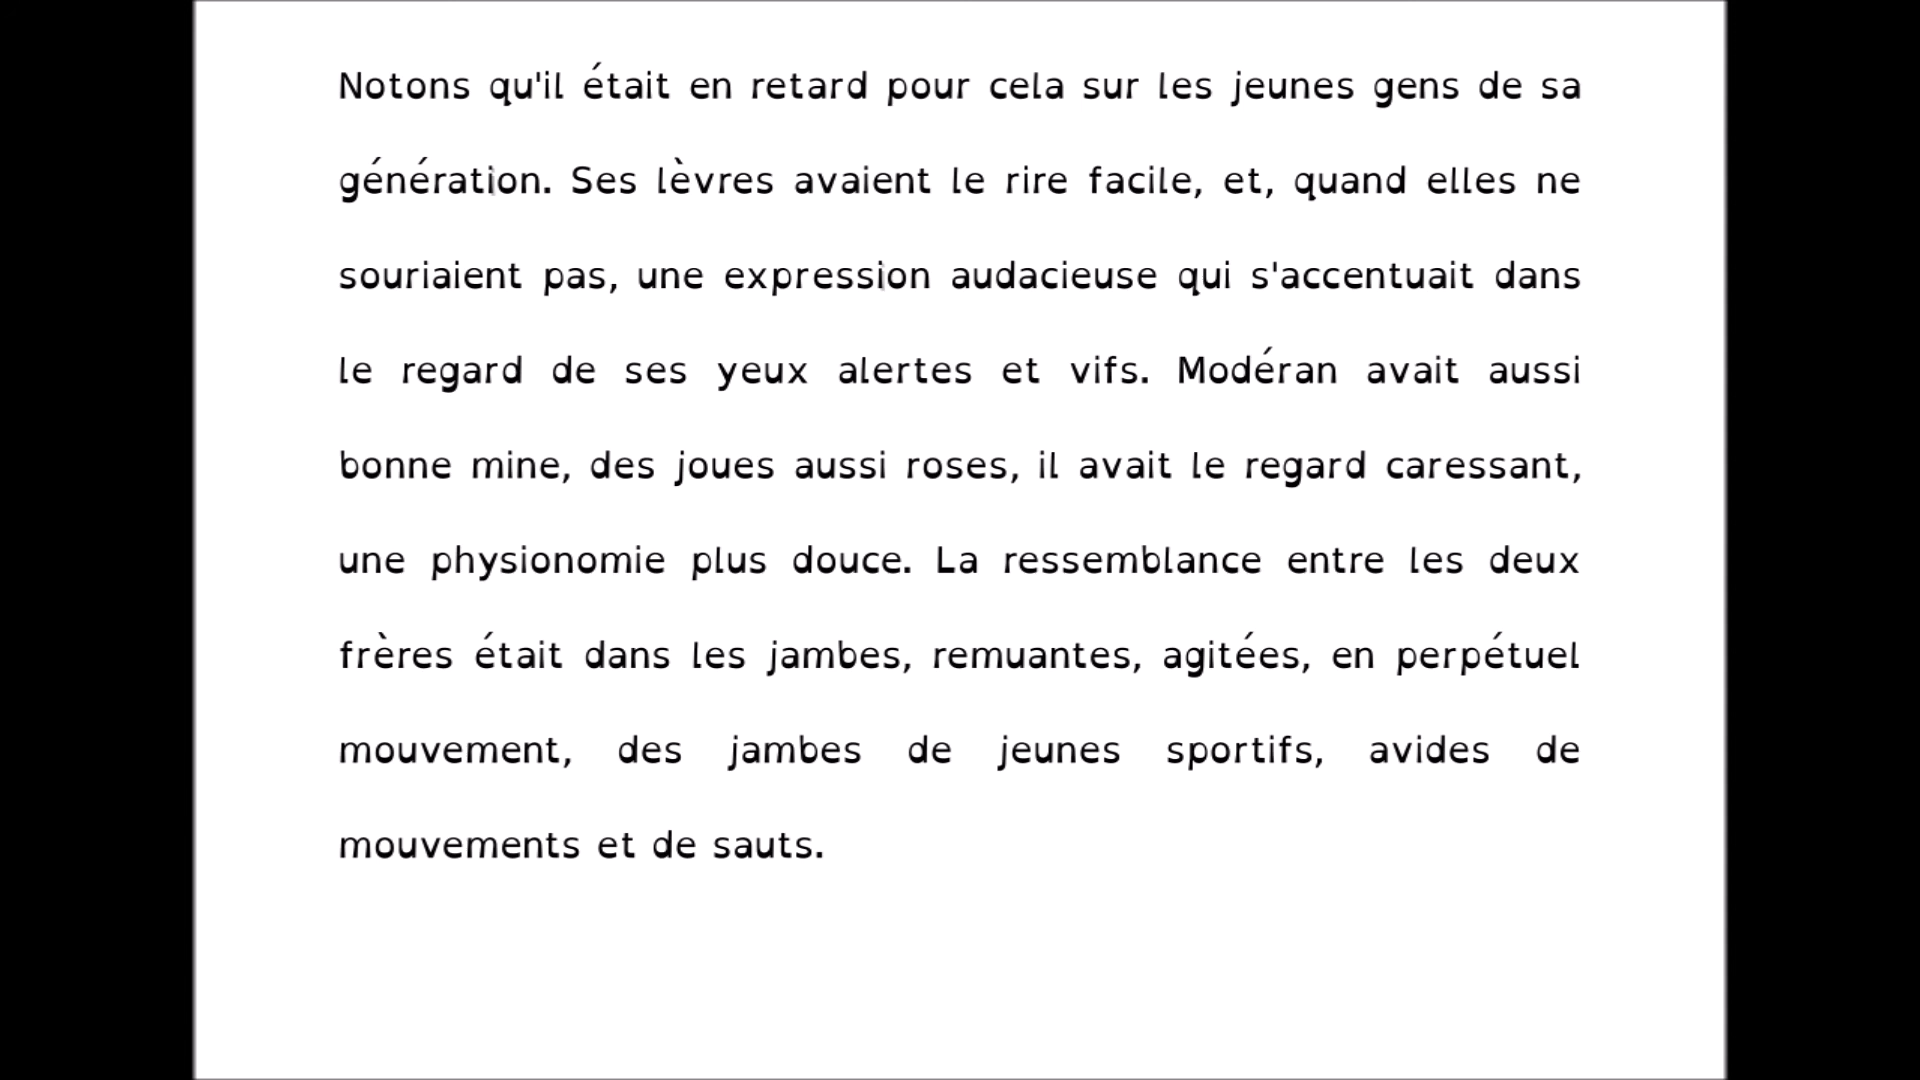 Notons qu'il était en retard pour cela sur les jeunes gens de sa
génération. Ses lèvres avaient le rire facile, et, quand elles ne
souriaient pas, une expression audacieuse qui s'accentuait dans
le regard de ses yeux alertes et vifs. Modéran avait aussi
bonne mine, des joues aussi roses, il avait le regard caressant,
une physionomie plus douce. La ressemblance entre les deux
frères était dans les jambes, remuantes, agitées, en perpétuel
mouvement, des jambes de jeunes sportifs, avides de
mouvements et de sauts.